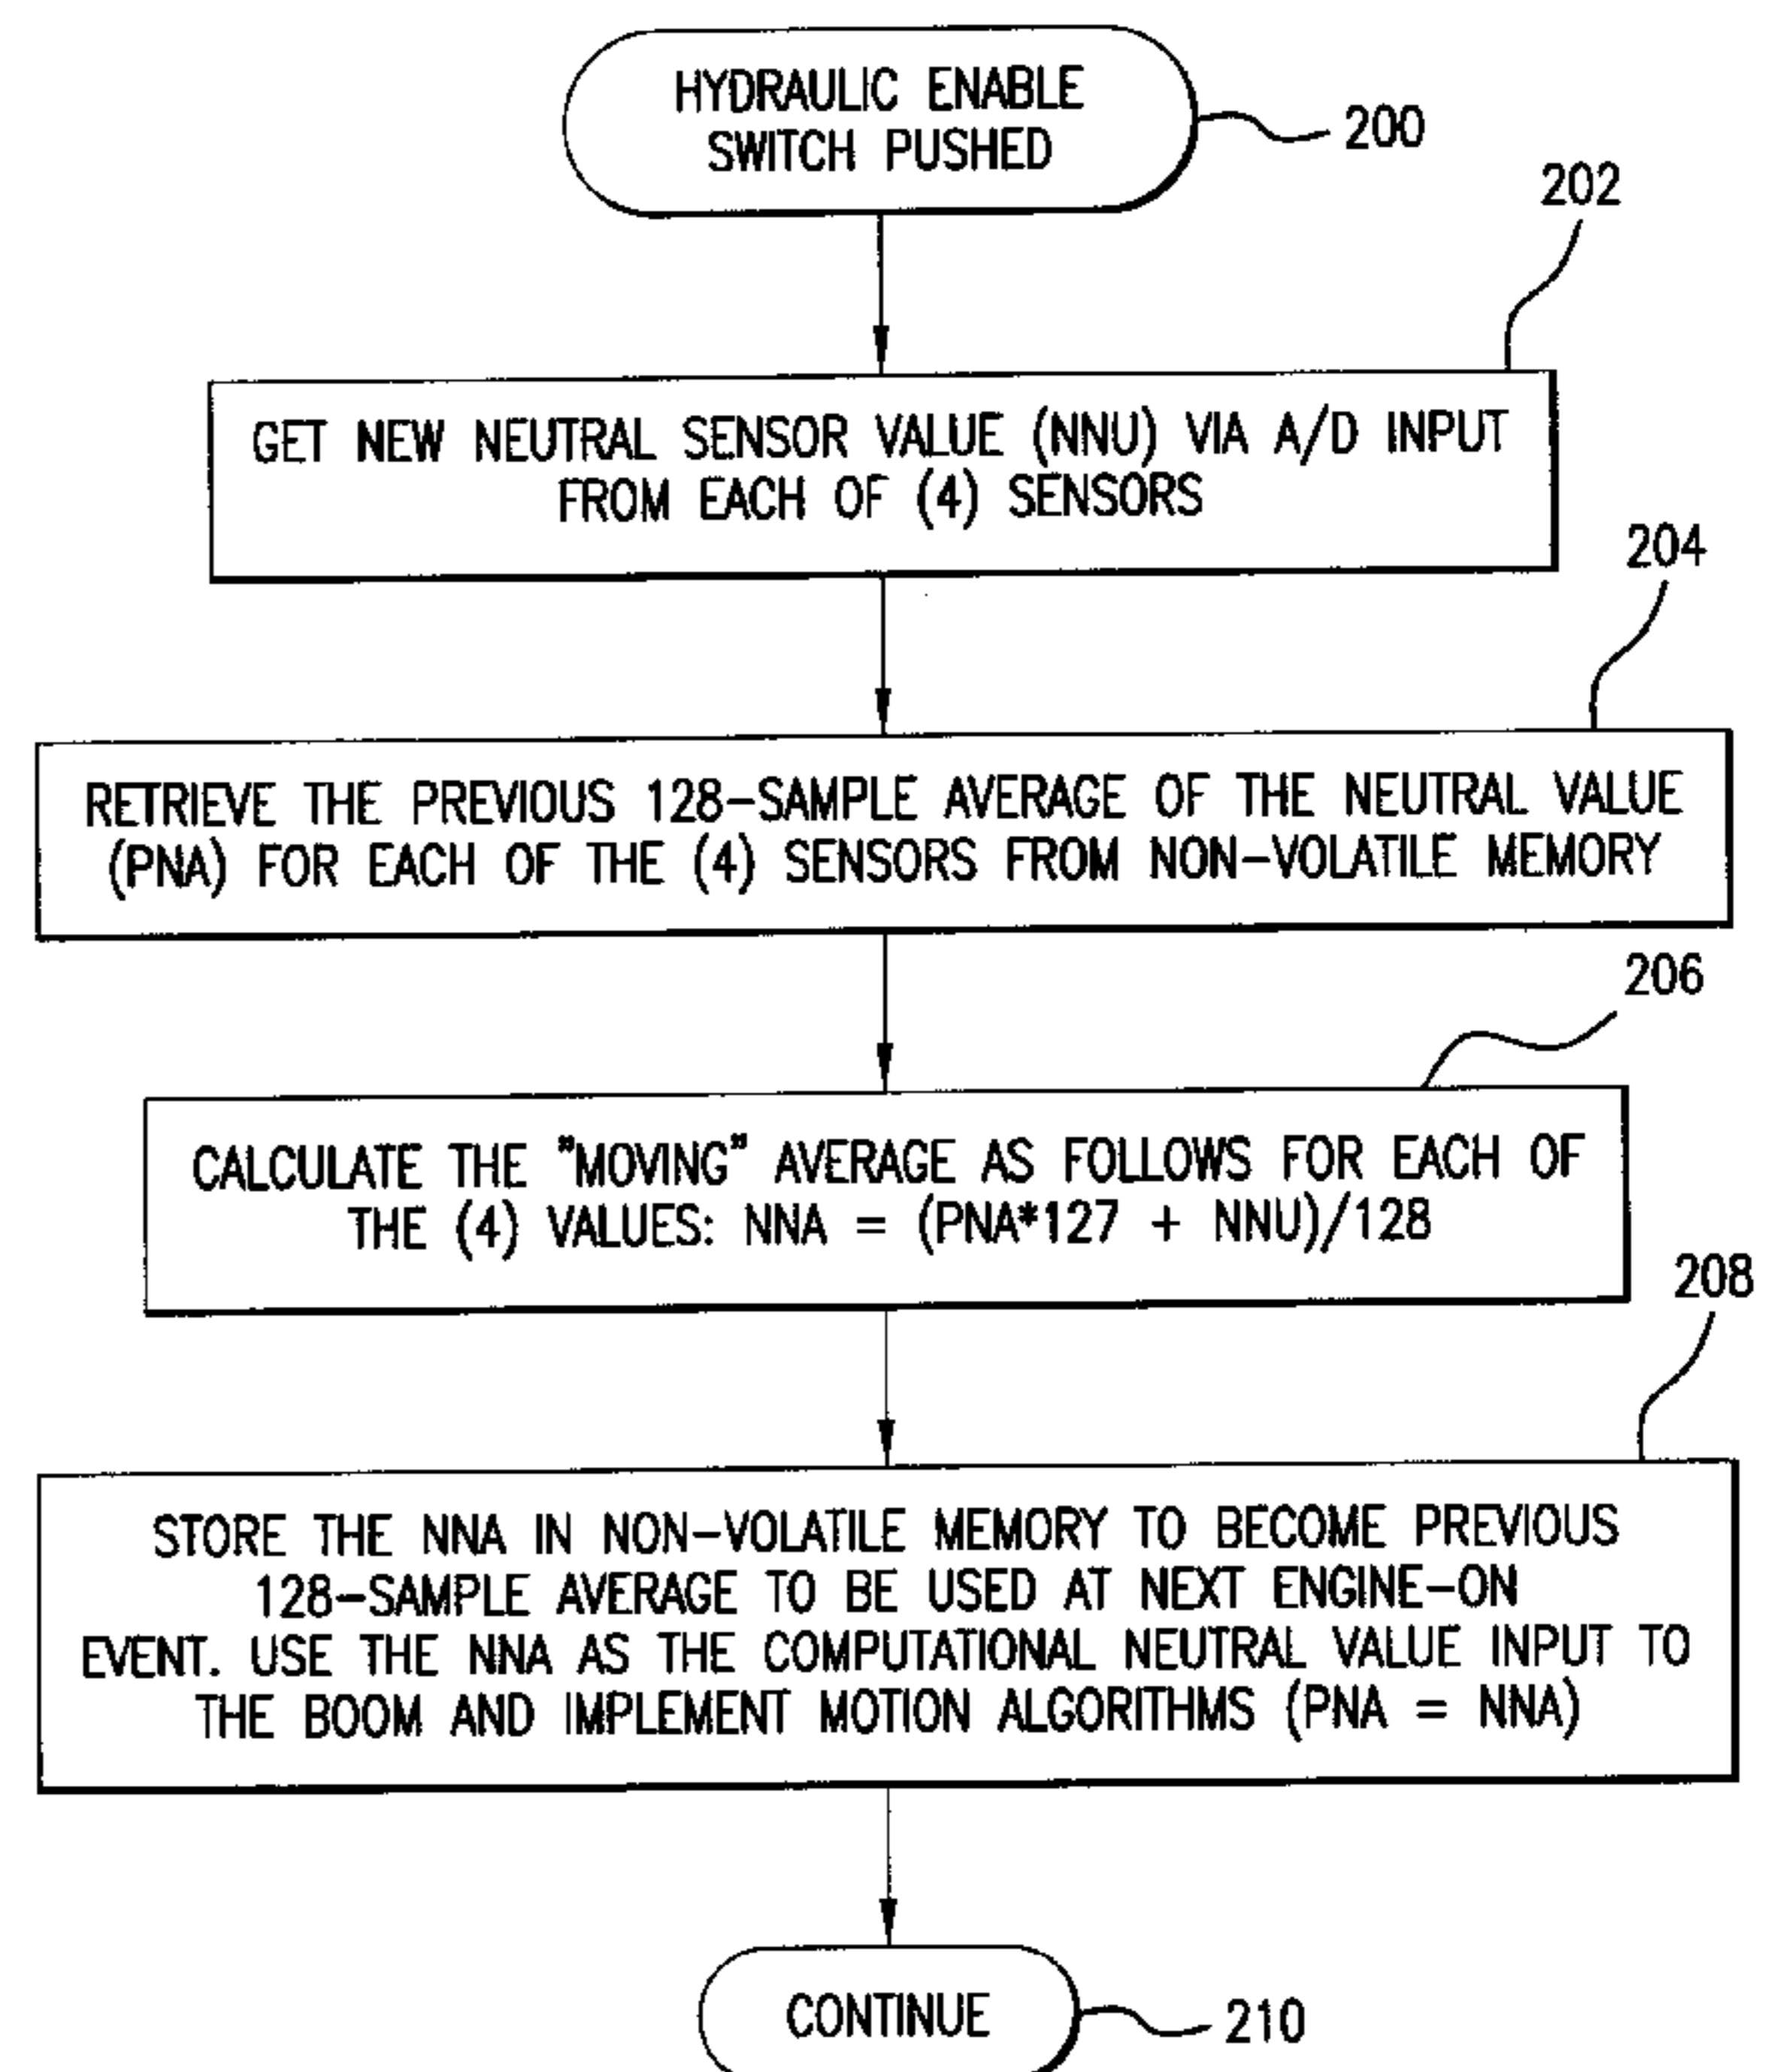 HYDRAULIC ENABLE
SWITCH PUSHED
200
202
GET NEW NEUTRAL SENSOR VALUE (NNU) VIA A/D INPUT
FROM EACH OF (4) SENSORS
204
RETRIEVE THE PREVIOUS 128-SAMPLE AVERAGE OF THE NEUTRAL VALUE
(PNA) FOR EACH OF THE (4) SENSORS FROM NON-VOLATILE MEMORY
206
CALCULATE THE "MOVING" AVERAGE AS FOLLOWS FOR EACH OF
THE (4) VALUES: NNA = (PNA*127 + NNU)/128
208
STORE THE NNA IN NON-VOLATILE MEMORY TO BECOME PREVIOUS
128-SAMPLE AVERAGE TO BE USED AT NEXT ENGINE-ON
EVENT. USE THE NNA AS THE COMPUTATIONAL NEUTRAL VALUE INPUT TO
THE BOOM AND IMPLEMENT MOTION ALGORITHMS (PNA = NNA)
CONTINUE
210